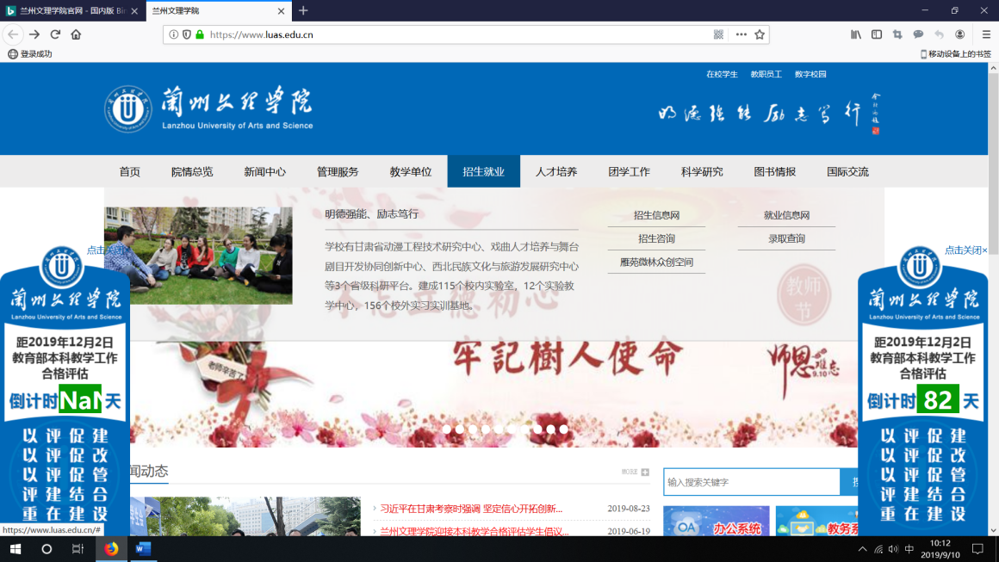 兰州文理学院官网 - 国内版 Bin
兰州文理学院
https://www.luas.edu.cn
登录成功
移动设备上的书签
在校学生 教职员工 数字校园
兰州文理学院
Lanzhou University of Arts and Science
明德强能 励志笃行
首页 院情总览 新闻中心 管理服务 教学单位 招生就业 人才培养 团学工作 科学研究 图书情报 国际交流
明德强能、励志笃行
学校有甘肃省动漫工程技术研究中心、戏曲人才培养与舞台
剧目开发协同创新中心、西北民族文化与旅游发展研究中心
等3个省级科研平台。建成115个校内实验室，12个实验教
学中心，156个校外实习实训基地。
招生信息网 就业信息网
招生咨询 录取查询
雁苑微林众创空间
不忘立德初心
教师
节
牢記樹人使命
老师辛苦了
师恩难忘
9.10
点击关闭
兰州文理学院
Lanzhou University of Arts and Science
距2019年12月2日
教育部本科教学工作
合格评估
倒计时NaN天
以评促建
以评促改
以评促管
评建结合
重在建设
点击关闭×
兰州文理学院
Lanzhou University of Arts and Science
距2019年12月2日
教育部本科教学工作
合格评估
倒计时 82 天
以评促建
以评促改
以评促管
评建结合
重在建设
闻动态 MORE
输入搜索关键字
习近平在甘肃考察时强调 坚定信心开拓创新... 2019-08-23
兰州文理学院迎接本科教学合格评估学生倡议... 2019-06-19
OA 办公系统
教务系
https://www.luas.edu.cn/#
中
10:12
2019/9/10